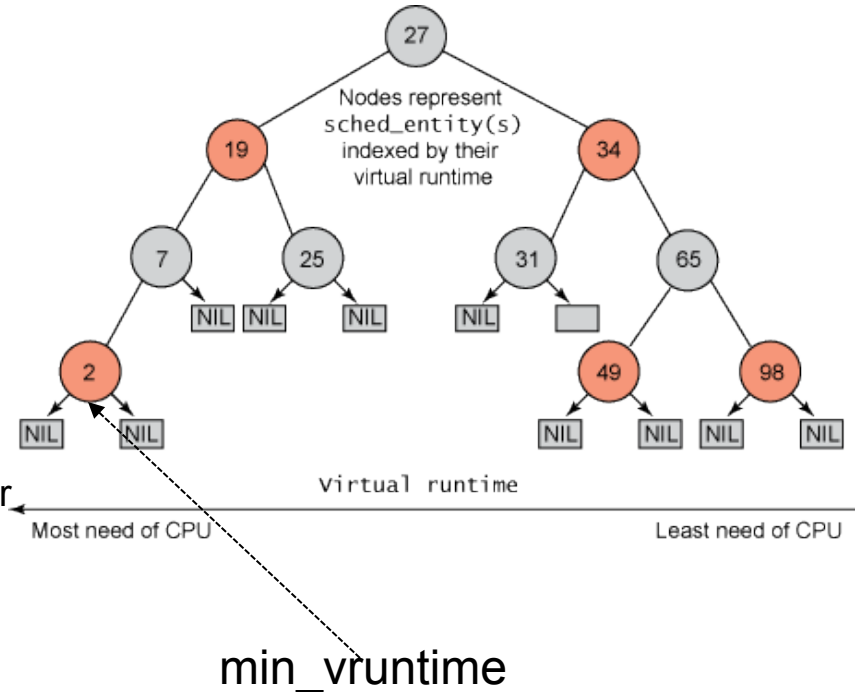 27
Nodes represent
sched_entity(s)
indexed by their
virtual runtime
19
34
7
25
31
65
NIL NIL NIL NIL
2
49
98
NIL NIL NIL NIL NIL NIL
Virtual runtime
r
Most need of CPU Least need of CPU
min_vruntime